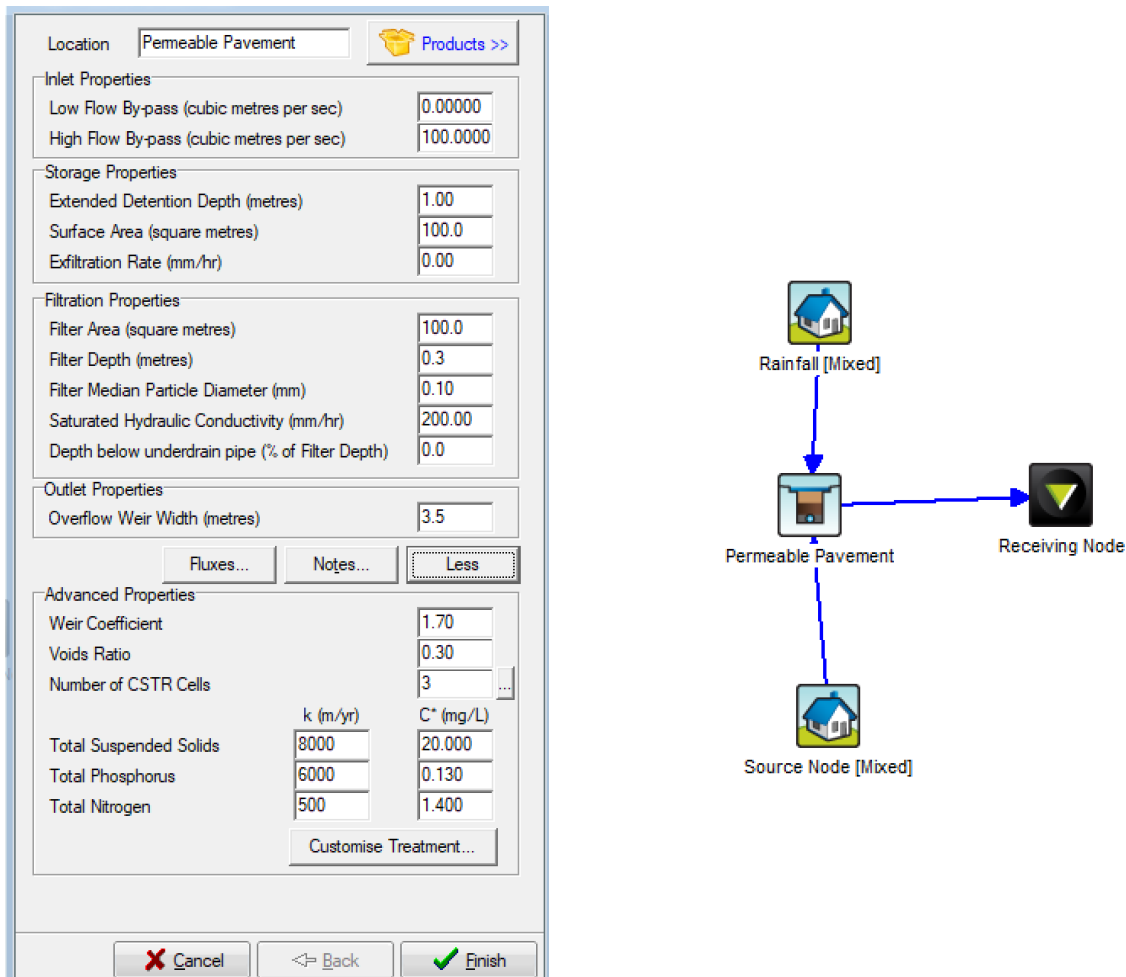 Location Permeable Pavement Products >>
Inlet Properties
Low Flow By-pass (cubic metres per sec) 0.00000
High Flow By-pass (cubic metres per sec) 100.0000
Storage Properties
Extended Detention Depth (metres) 1.00
Surface Area (square metres) 100.0
Exfiltration Rate (mm/hr) 0.00
Filtration Properties
Filter Area (square metres) 100.0
Filter Depth (metres) 0.3
Filter Median Particle Diameter (mm) 0.10
Saturated Hydraulic Conductivity (mm/hr) 200.00
Depth below underdrain pipe (% of Filter Depth) 0.0
Outlet Properties
Overflow Weir Width (metres) 3.5
Fluxes... Notes... Less
Advanced Properties
Weir Coefficient 1.70
Voids Ratio 0.30
Number of CSTR Cells 3 ...
k (m/yr) C* (mg/L)
Total Suspended Solids 8000 20.000
Total Phosphorus 6000 0.130
Total Nitrogen 500 1.400
Customise Treatment...
Cancel <= Back Finish
Rainfall [Mixed]
Permeable Pavement
Receiving Node
Source Node [Mixed]